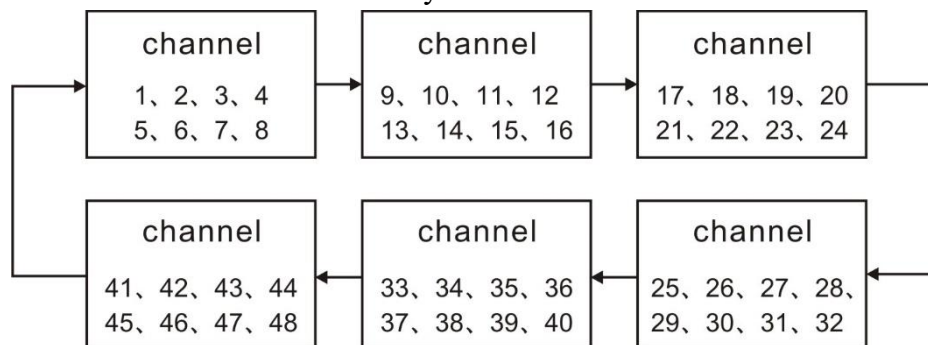 channel
1、2、3、4
5、6、7、8
channel
9、10、11、12
13、14、15、16
channel
17、18、19、20
21、22、23、24
channel
41、42、43、44
45、46、47、48
channel
33、34、35、36
37、38、39、40
channel
25、26、27、28、
29、30、31、32